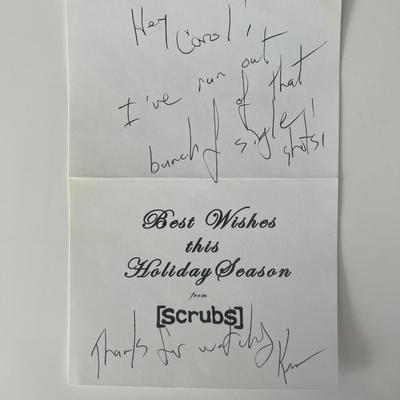 Hey Carol!
I've run out
of that
bunch of single
shots!
Best Wishes
this
Holiday Season
from
[scrubs]
Thanks for watching